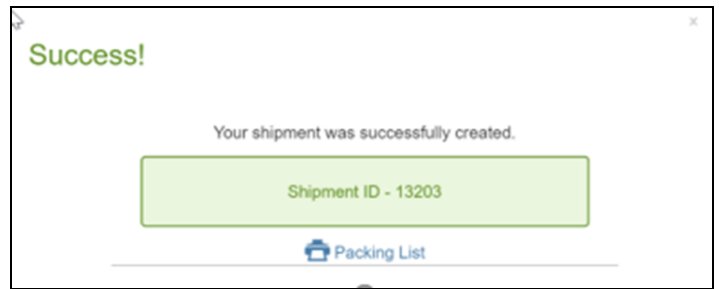 x
Success!
Your shipment was successfully created.
Shipment ID - 13203
Packing List